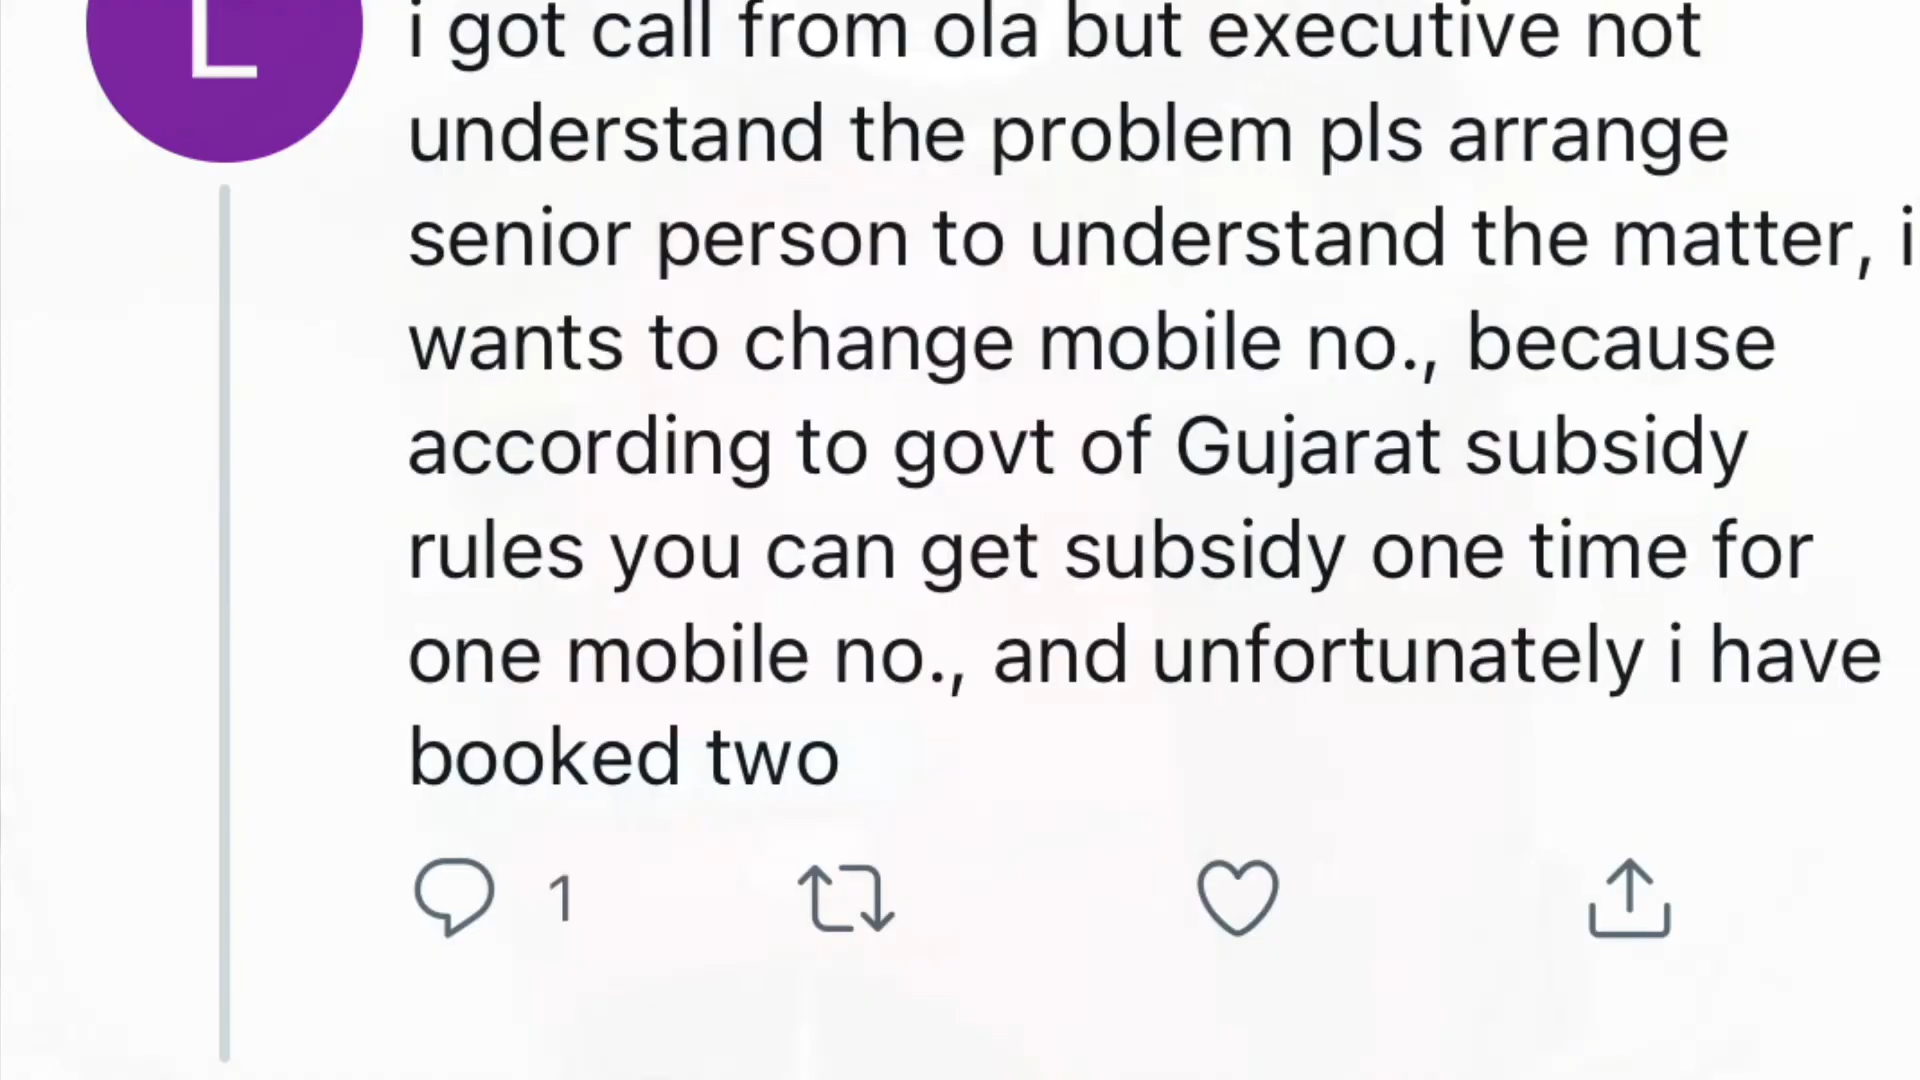 L
i got call from ola but executive not
understand the problem pls arrange
senior person to understand the matter, i
wants to change mobile no., because
according to govt of Gujarat subsidy
rules you can get subsidy one time for
one mobile no., and unfortunately i have
booked two
1